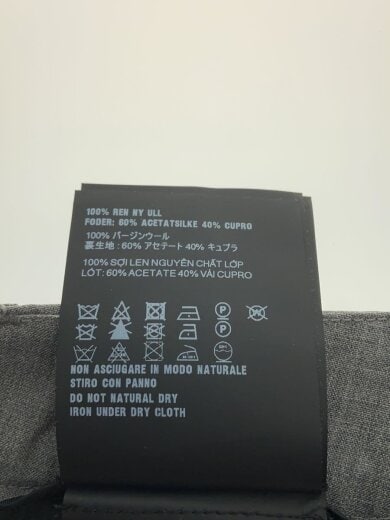 100% REN NY ULL
FODER: 60% ACETATSILKE 40% CUPRO
100% バージンウール
裏生地: 60% アセテート 40% キュプラ
100% SỢI LEN NGUYÊN CHẤT LỚP
LÓT: 60% ACETATE 40% VẢI CUPRO
NON ASCIUGARE IN MODO NATURALE
STIRO CON PANNO
DO NOT NATURAL DRY
IRON UNDER DRY CLOTH